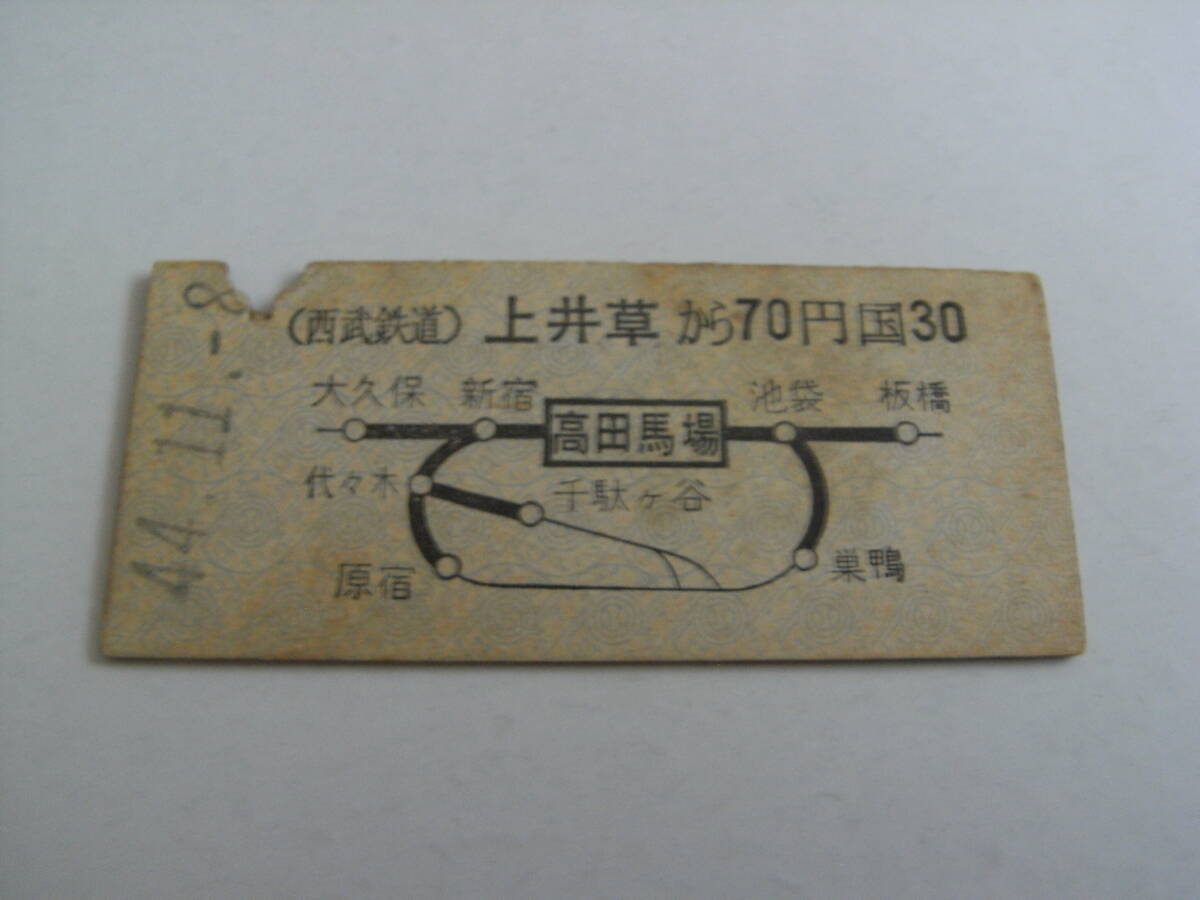 44.11.-8
（西武鉄道）上井草から70円国30
大久保 新宿 高田馬場 池袋 板橋
代々木 千駄ヶ谷
原宿 巣鴨